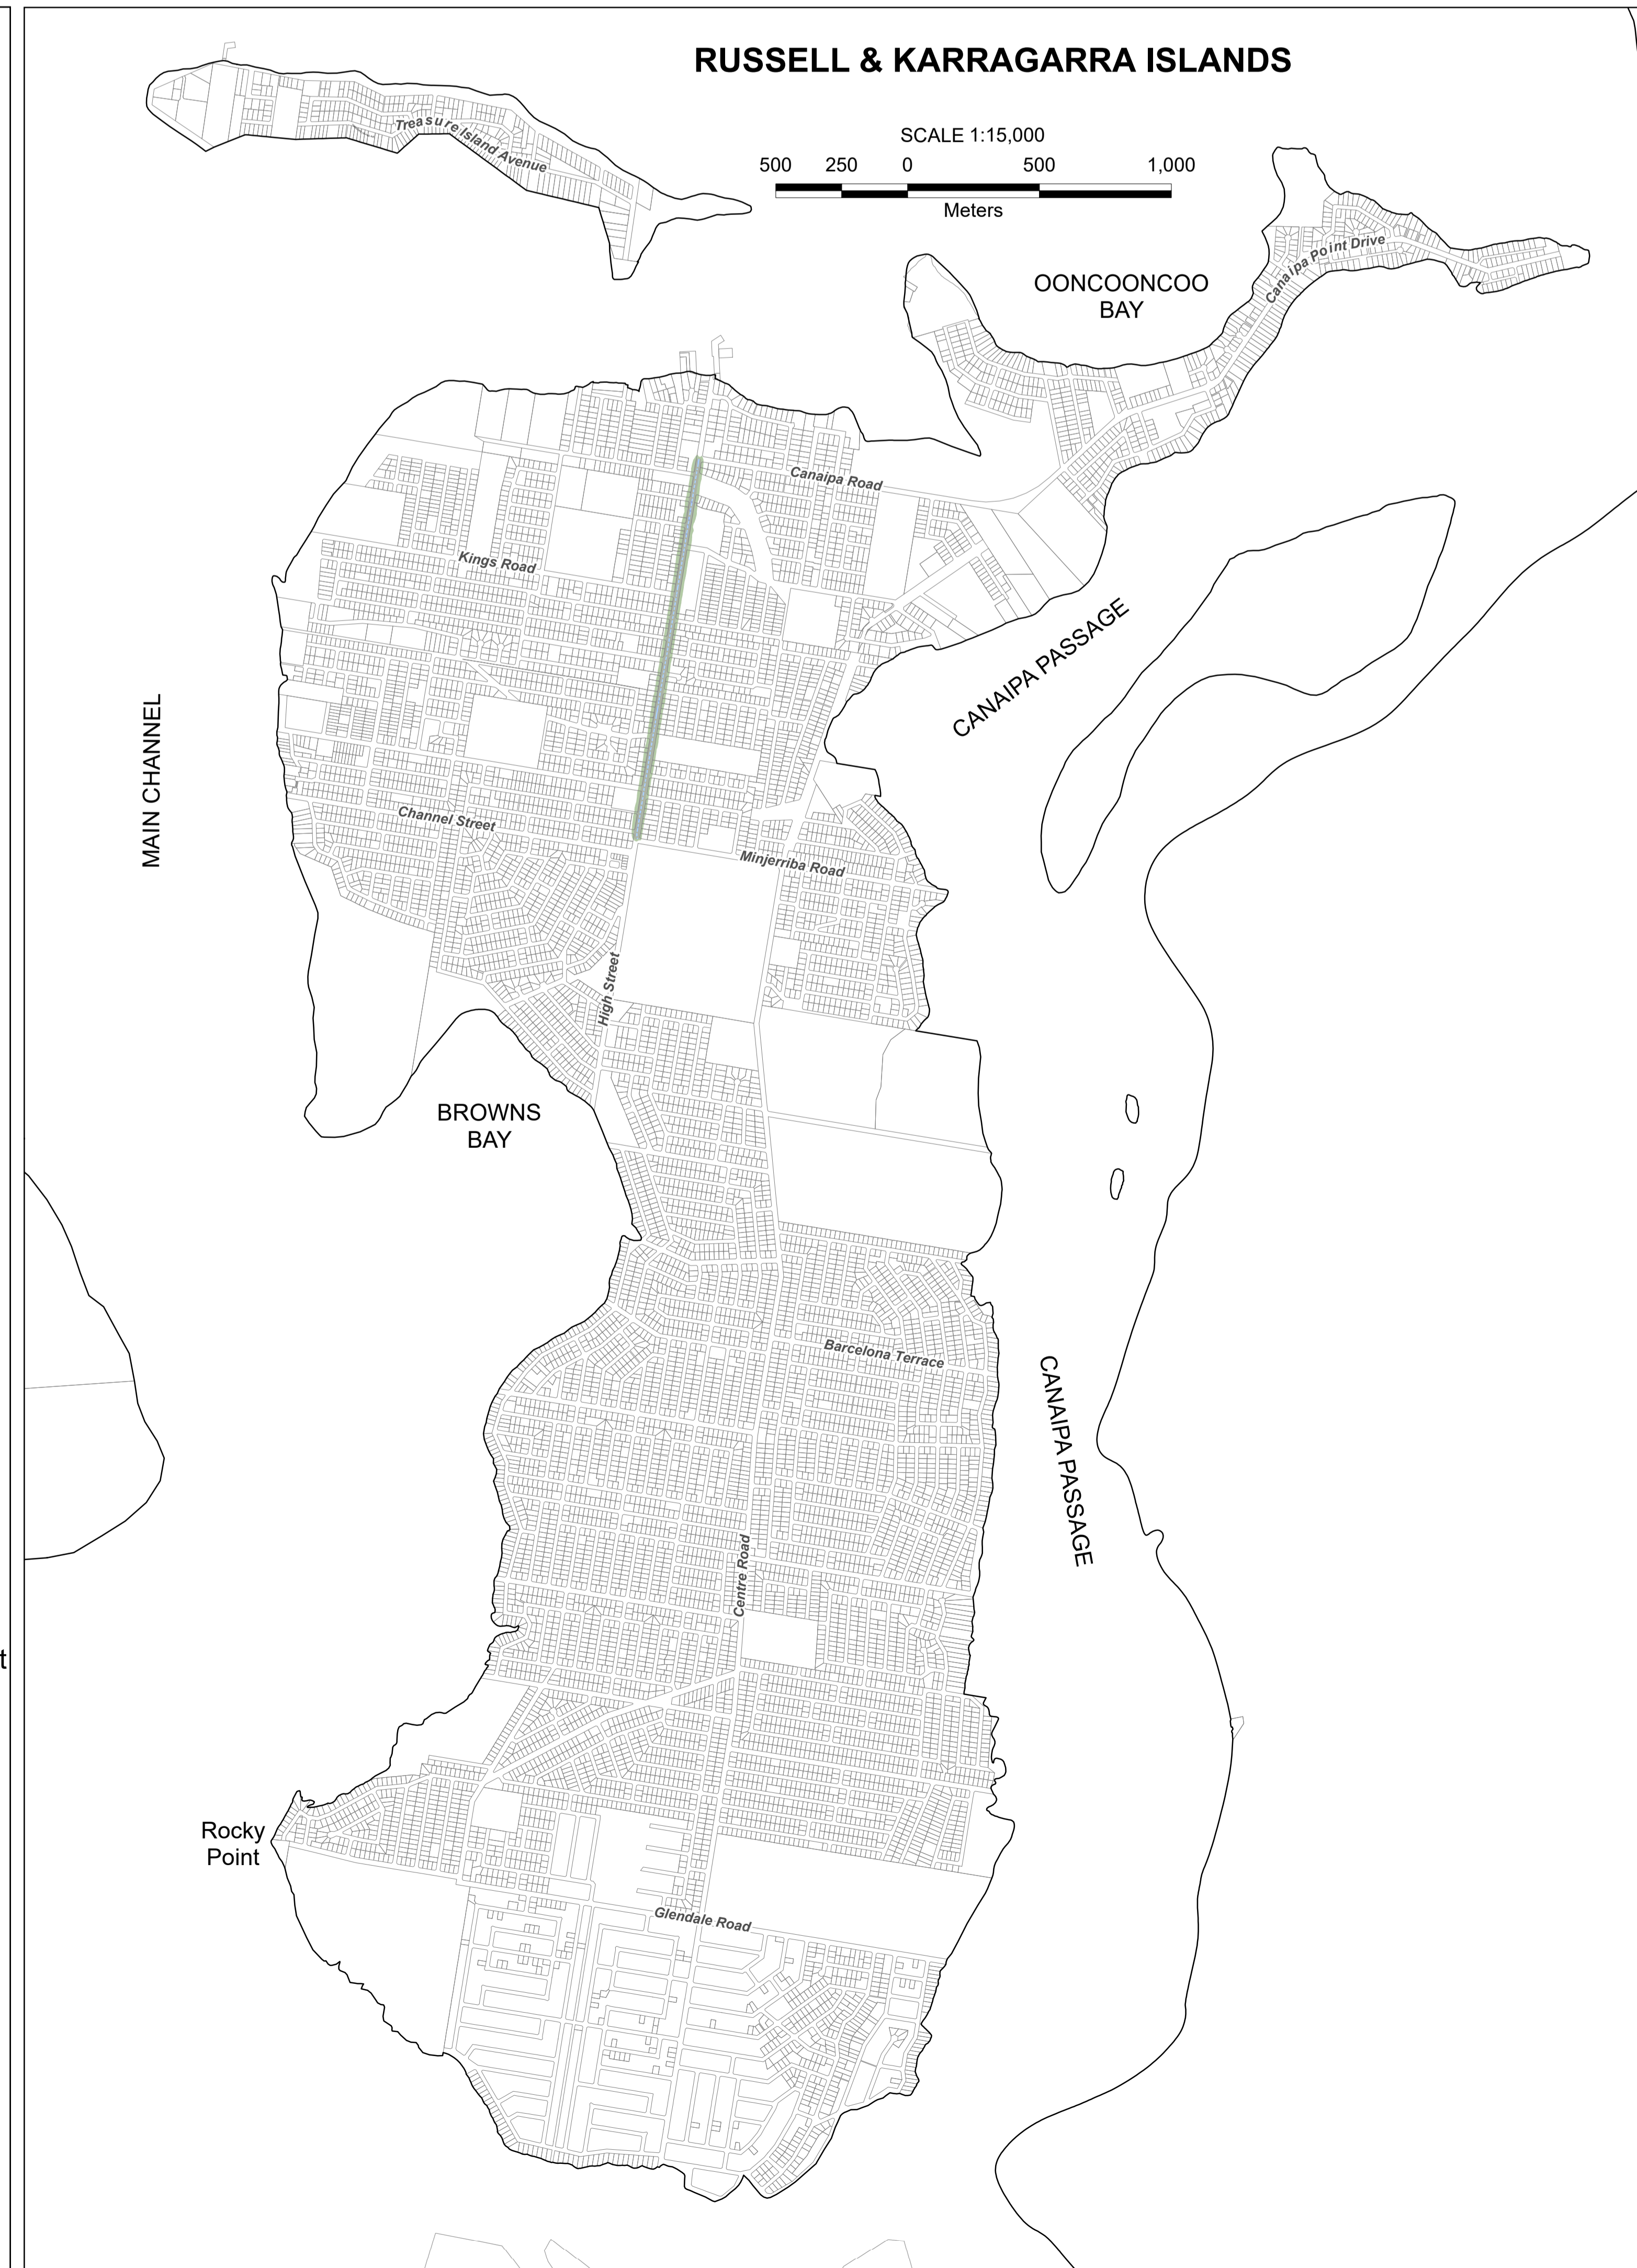 RUSSELL & KARRAGARRA ISLANDS
SCALE 1:15,000
500 250 0 500 1,000
Meters
Treasure Island Avenue
Canaipa Point Drive
OONCOONCOO
BAY
Canaipa Road
Kings Road
CANAIPA PASSAGE
MAIN CHANNEL
Channel Street
Minjerriba Road
High Street
BROWNS
BAY
Barcelona Terrace
CANAIPA PASSAGE
Centre Road
t
Rocky
Point
Glendale Road